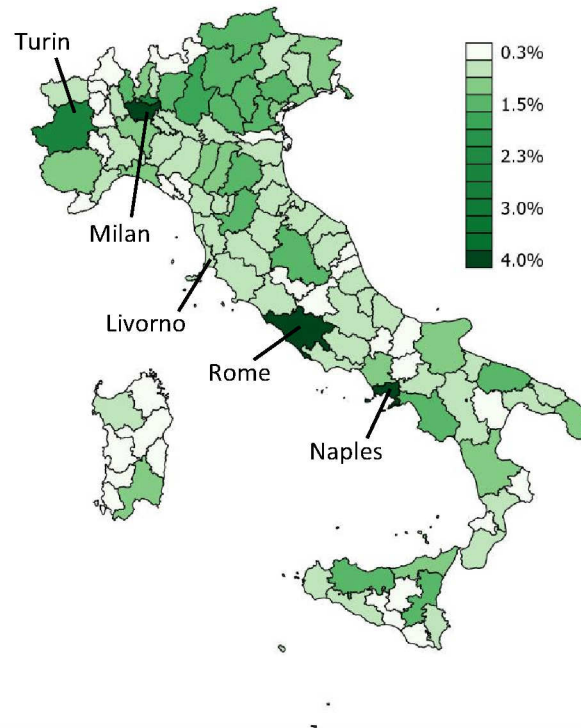 Turin
0.3%
1.5%
2.3%
Milan
3.0%
4.0%
Livorno
Rome
Naples